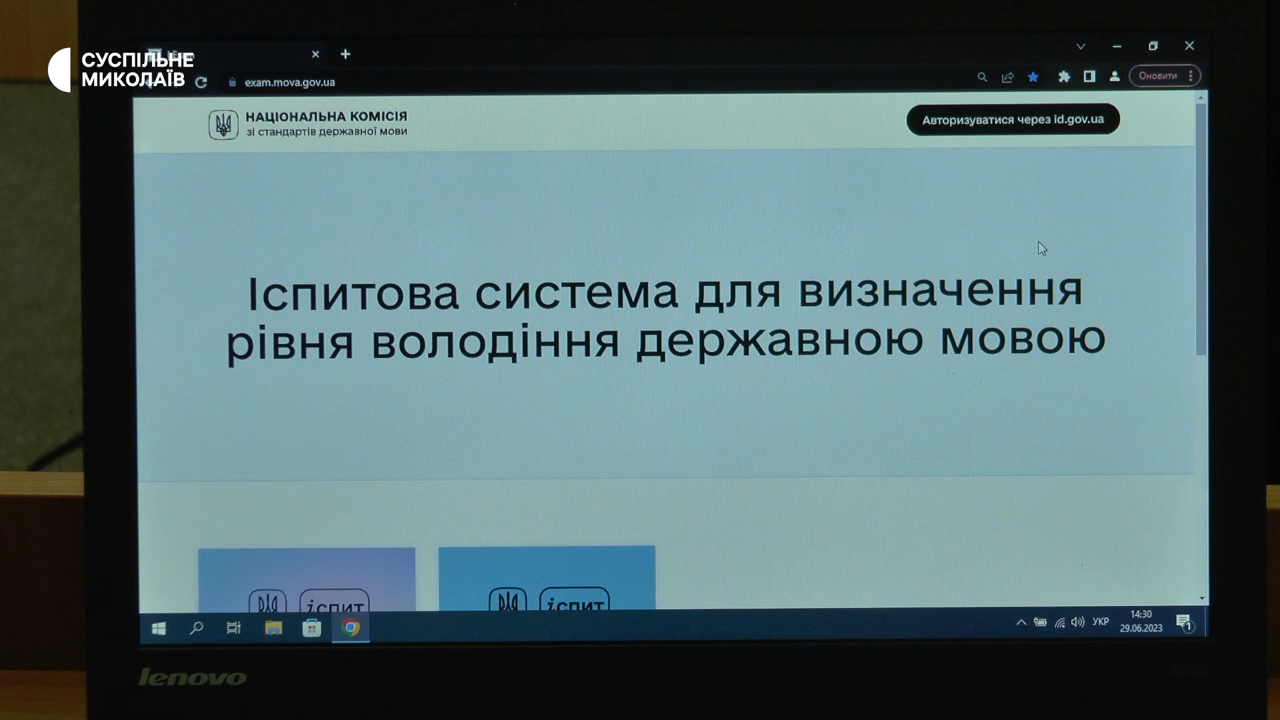 СУСПІЛЬНЕ
МИКОЛАЇВ
exam.mova.gov.ua
Оновити
НАЦІОНАЛЬНА КОМІСІЯ
зі стандартів державної мови
Авторизуватися через id.gov.ua
Іспитова система для визначення
рівня володіння державною мовою
іспит
іспит
УКР
14:30
29.06.2023
1
lenovo